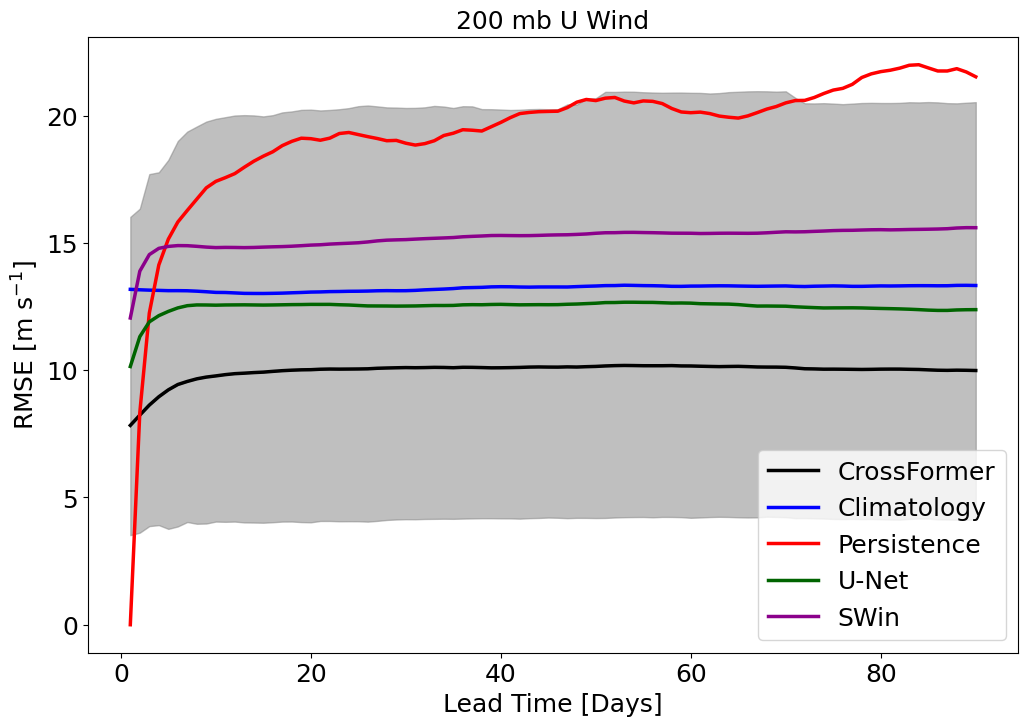 200 mb U Wind
RMSE [m s⁻¹]
20
15
10
5
0
0 20 40 60 80
Lead Time [Days]
CrossFormer
Climatology
Persistence
U-Net
SWin